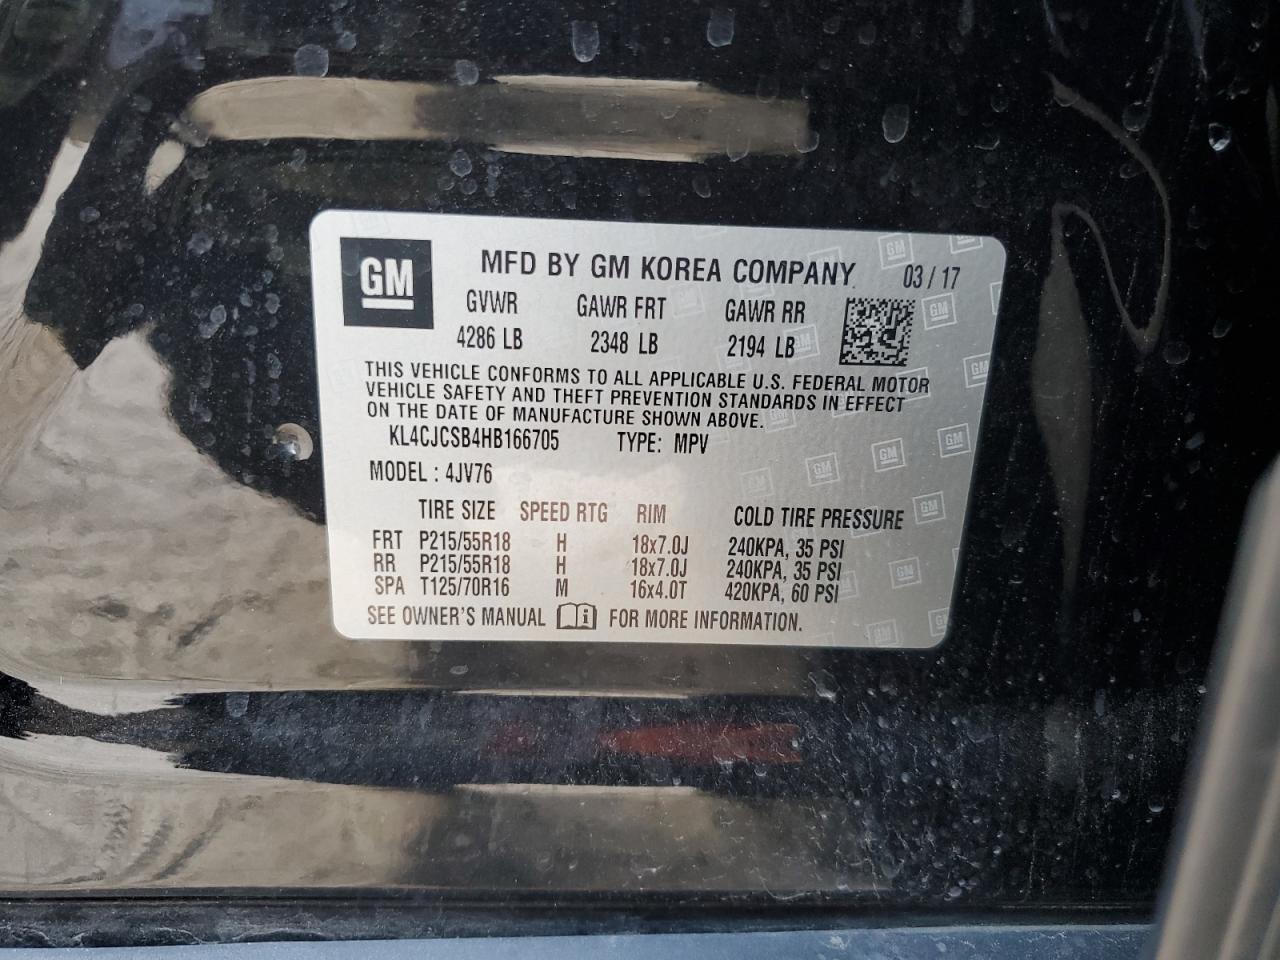 GM MFD BY GM KOREA COMPANY 03/17
GVWR GAWR FRT GAWR RR
4286 LB 2348 LB 2194 LB
THIS VEHICLE CONFORMS TO ALL APPLICABLE U.S. FEDERAL MOTOR
VEHICLE SAFETY AND THEFT PREVENTION STANDARDS IN EFFECT
ON THE DATE OF MANUFACTURE SHOWN ABOVE.
KL4CJCSB4HB166705 TYPE: MPV
MODEL : 4JV76
TIRE SIZE SPEED RTG RIM COLD TIRE PRESSURE
FRT P215/55R18 H 18x7.0J 240KPA, 35 PSI
RR P215/55R18 H 18x7.0J 240KPA, 35 PSI
SPA T125/70R16 M 16x4.0T 420KPA, 60 PSI
SEE OWNER'S MANUAL i FOR MORE INFORMATION.